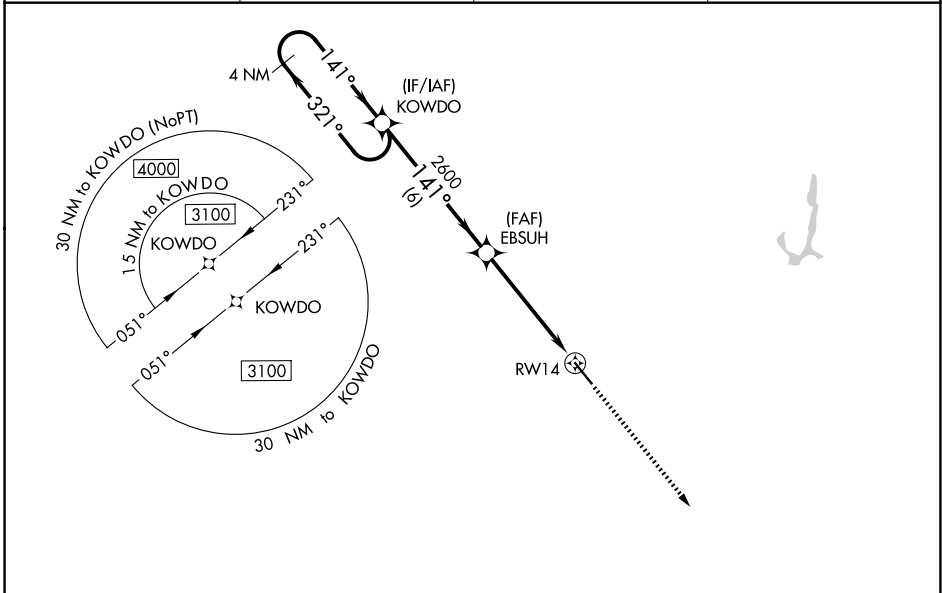 4 NM
141°
321°
(IF/IAF)
KOWDO
2600
141°
(6)
(FAF)
EBSUH
RW14
30 NM to KOWDO (NoPT)
4000
15 NM to KOWDO
3100
KOWDO
231°
051°
231°
KOWDO
051°
3100
30 NM to KOWDO